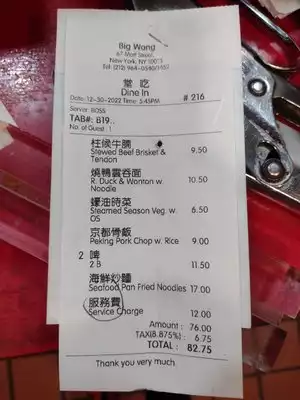 Big Wong
67 Mott Street
New York, NY 10013
Tel: (212) 964-0540/1452
堂 吃
Dine In
Date: 12-30-2022 Time: 5:45PM # 216
Server: BOSS
TAB#: B19..
No. of Guest 1
柱候牛腩
Stewed Beef Brisket & 9.50
Tendon
燒鴨雲吞面
R. Duck & Wonton w. 10.50
Noodle
蠔油時菜
Steamed Season Veg. w. 6.50
OS
京都骨飯
Peking Pork Chop w. Rice 9.00
2 啤
2 B 11.50
海鮮炒麵
Seafood Pan Fried Noodles 17.00
服務費
Service Charge 12.00
Amount : 76.00
TAX(8.875%) : 6.75
TOTAL : 82.75
Thank you very much.